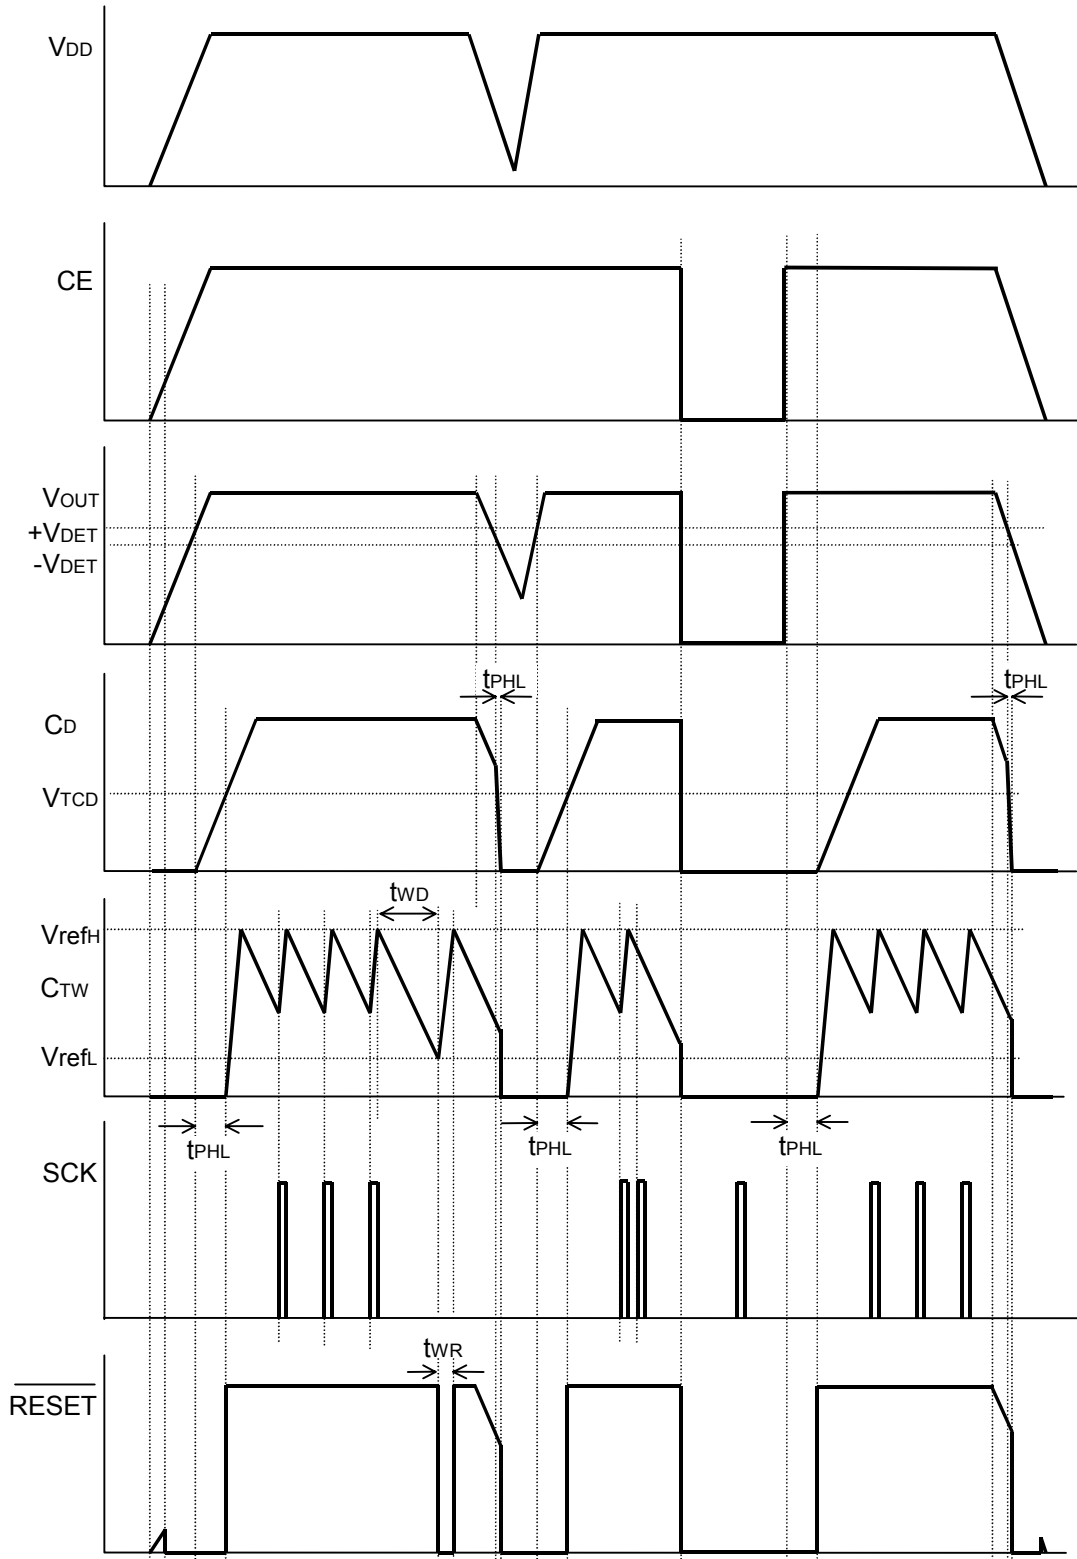 VDD
CE
VOUT
+VDET
-VDET
tPHL
tPHL
CD
VTCD
tWD
VrefH
CTW
VrefL
tPHL
tPHL
tPHL
SCK
tWR
RESET